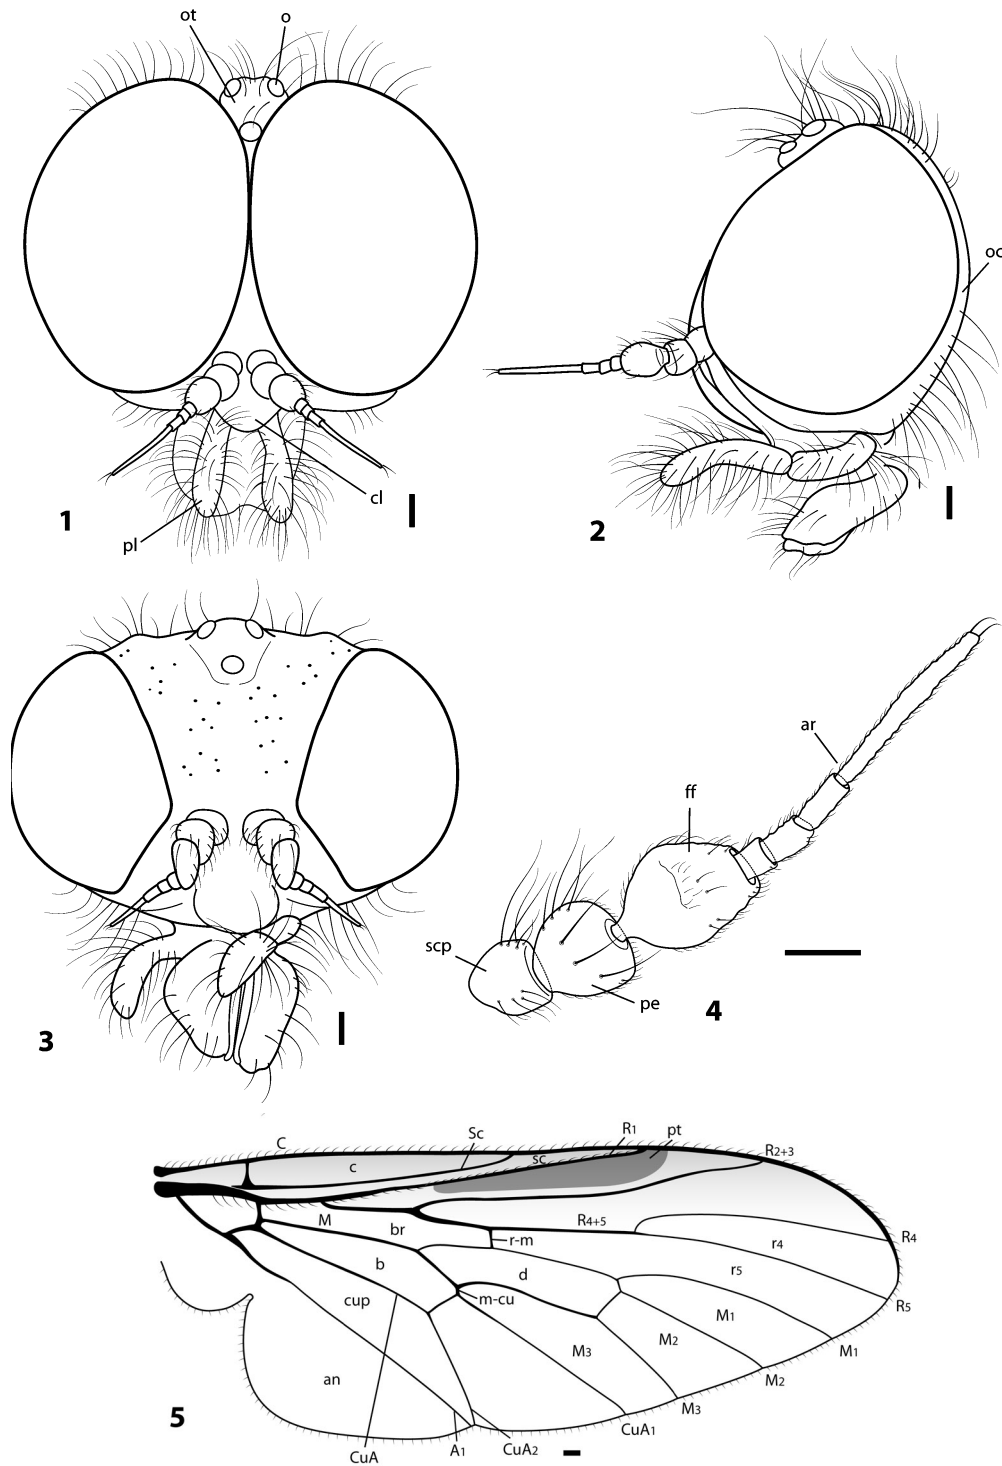 ot o
oc
cl
1
pl
2
ar
ff
scp
pe
4
3
C Sc R1 pt
R2+3
c sc
M br R4+5 r-m r4 R4
b d r5
cup m-cu M1 R5
an M3 M2 M1
M2
5 M3
CuA A1 CuA2 CuA1